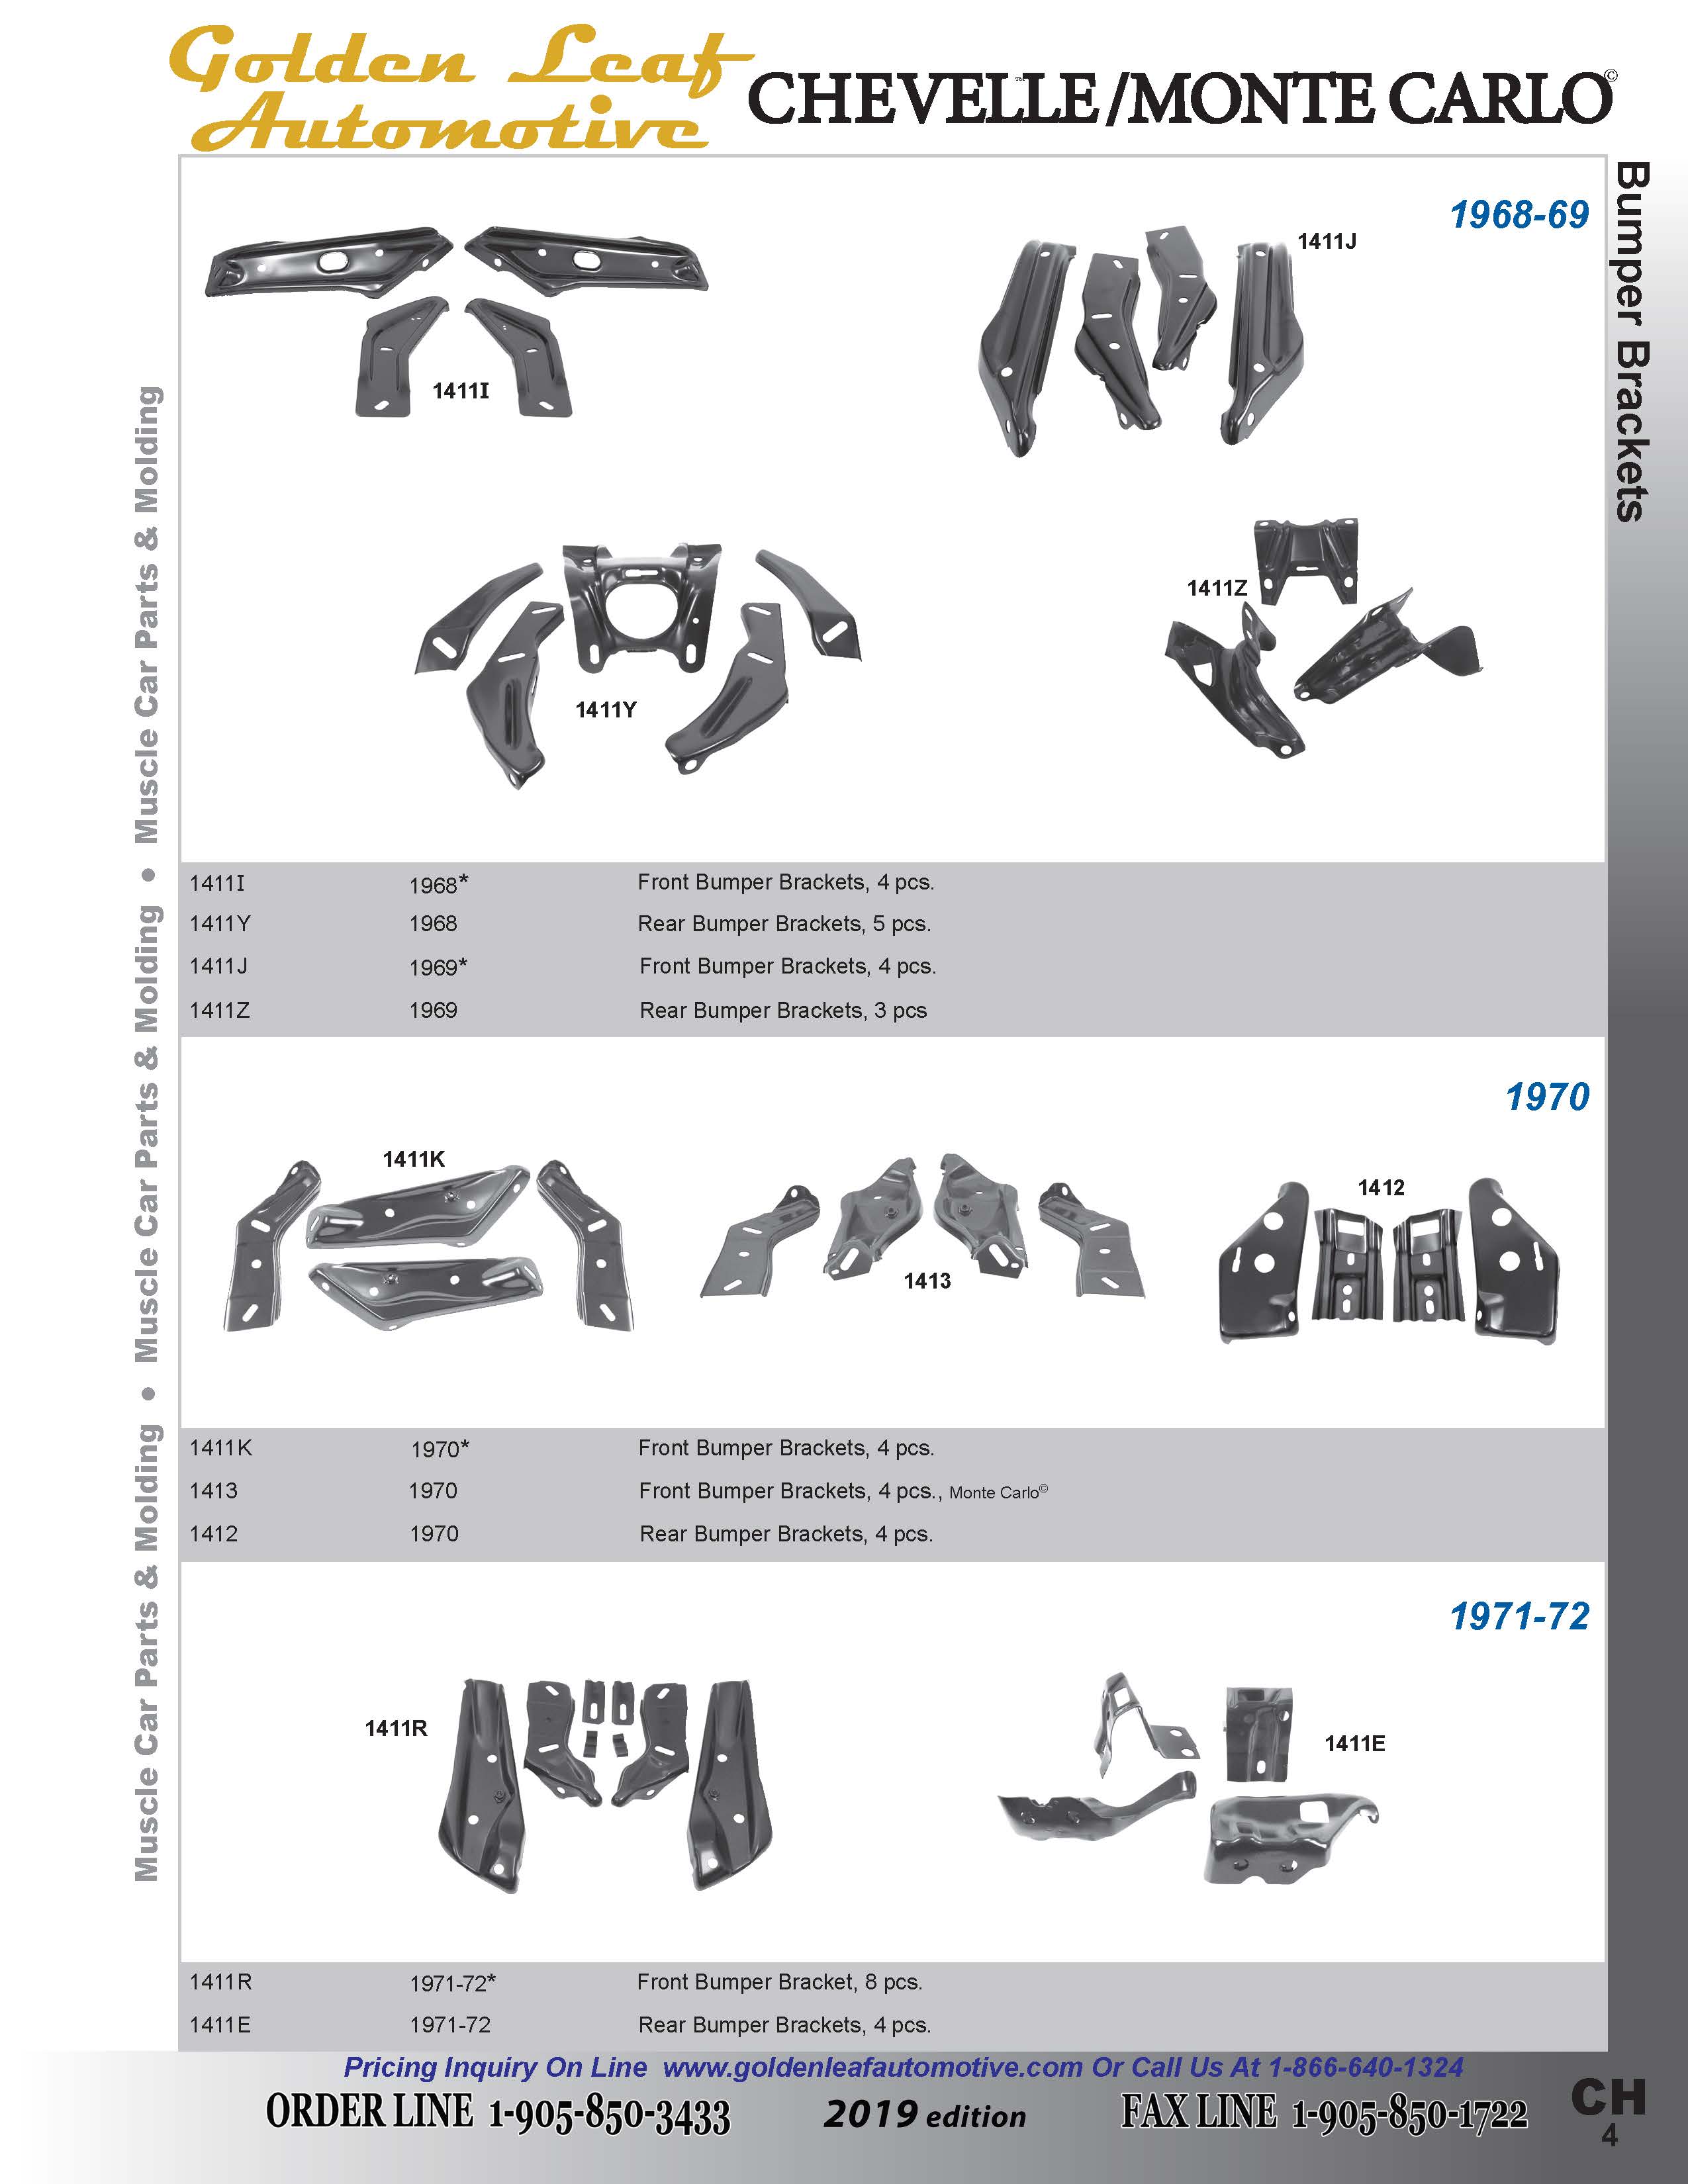 Golden Leaf
Automotive
CHEVELLE™/MONTE CARLO©
Bumper Brackets
Muscle Car Parts & Molding • Muscle Car Parts & Molding • Muscle Car Parts & Molding
1968-69
1411I
1411J
1411Y
1411Z
1411I 1968* Front Bumper Brackets, 4 pcs.
1411Y 1968 Rear Bumper Brackets, 5 pcs.
1411J 1969* Front Bumper Brackets, 4 pcs.
1411Z 1969 Rear Bumper Brackets, 3 pcs
1970
1411K
1413
1412
1411K 1970* Front Bumper Brackets, 4 pcs.
1413 1970 Front Bumper Brackets, 4 pcs., Monte Carlo©
1412 1970 Rear Bumper Brackets, 4 pcs.
1971-72
1411R
1411E
1411R 1971-72* Front Bumper Bracket, 8 pcs.
1411E 1971-72 Rear Bumper Brackets, 4 pcs.
Pricing Inquiry On Line www.goldenleafautomotive.com Or Call Us At 1-866-640-1324
ORDER LINE 1-905-850-3433 2019 edition FAX LINE 1-905-850-1722
CH
4